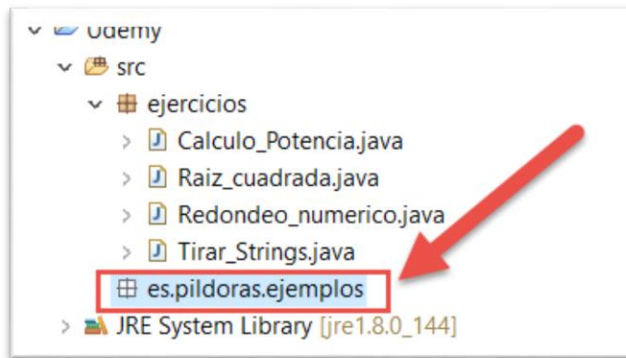 Udemy
src
ejercicios
Calculo_Potencia.java
Raiz_cuadrada.java
Redondeo_numerico.java
Tirar_Strings.java
es.pildoras.ejemplos
JRE System Library [jre1.8.0_144]